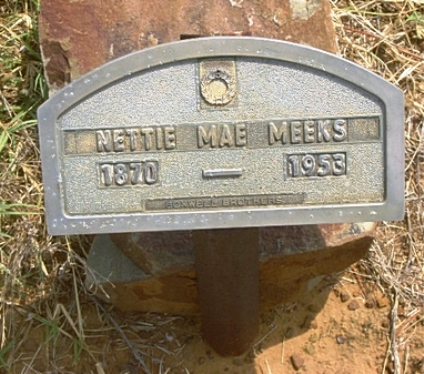 NETTIE MAE MEEKS
1870 — 1953
BOXWELL BROTHERS